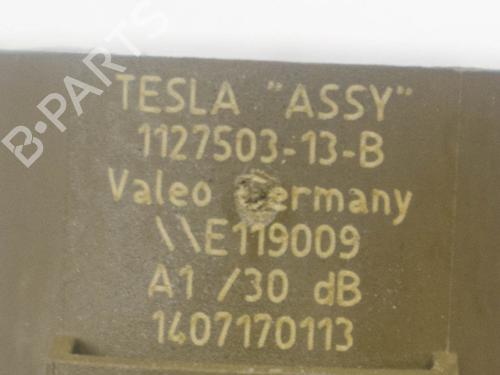 TESLA "ASSY"
1127503-13-B
Valeo Germany
\\E119009
A1 /30 dB
1407170113
B-Parts